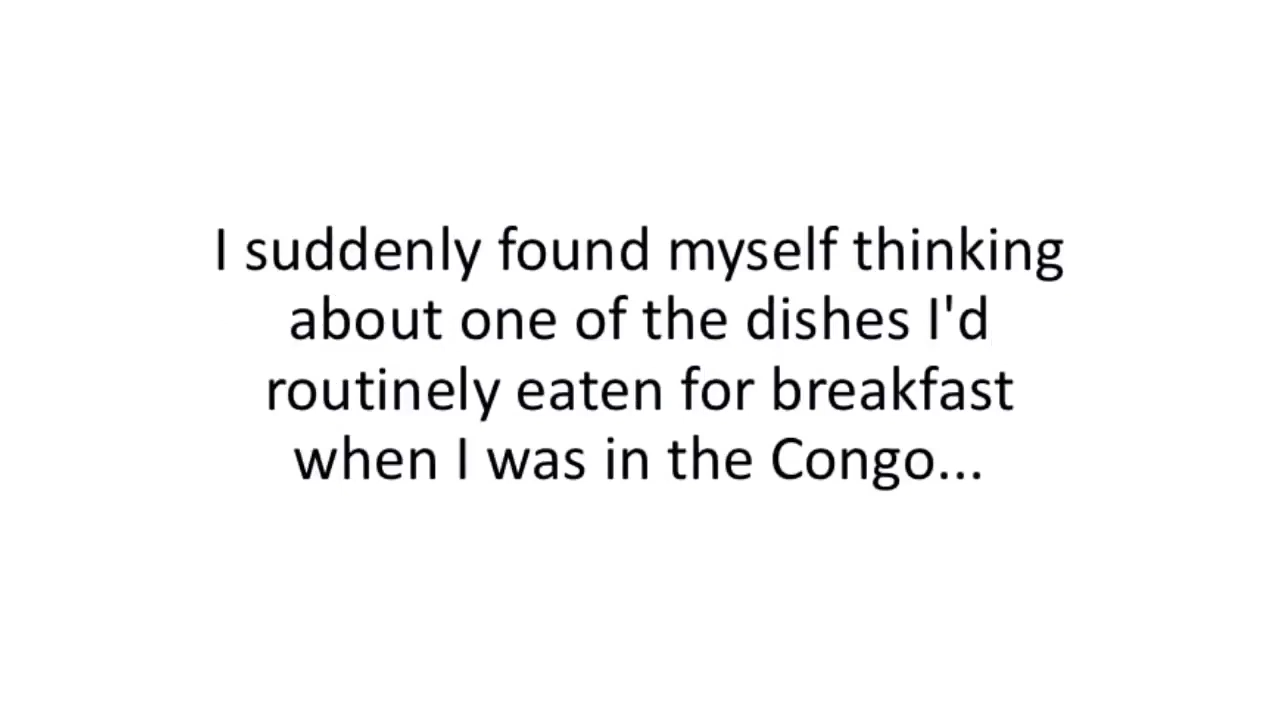 I suddenly found myself thinking
about one of the dishes I'd
routinely eaten for breakfast
when I was in the Congo...